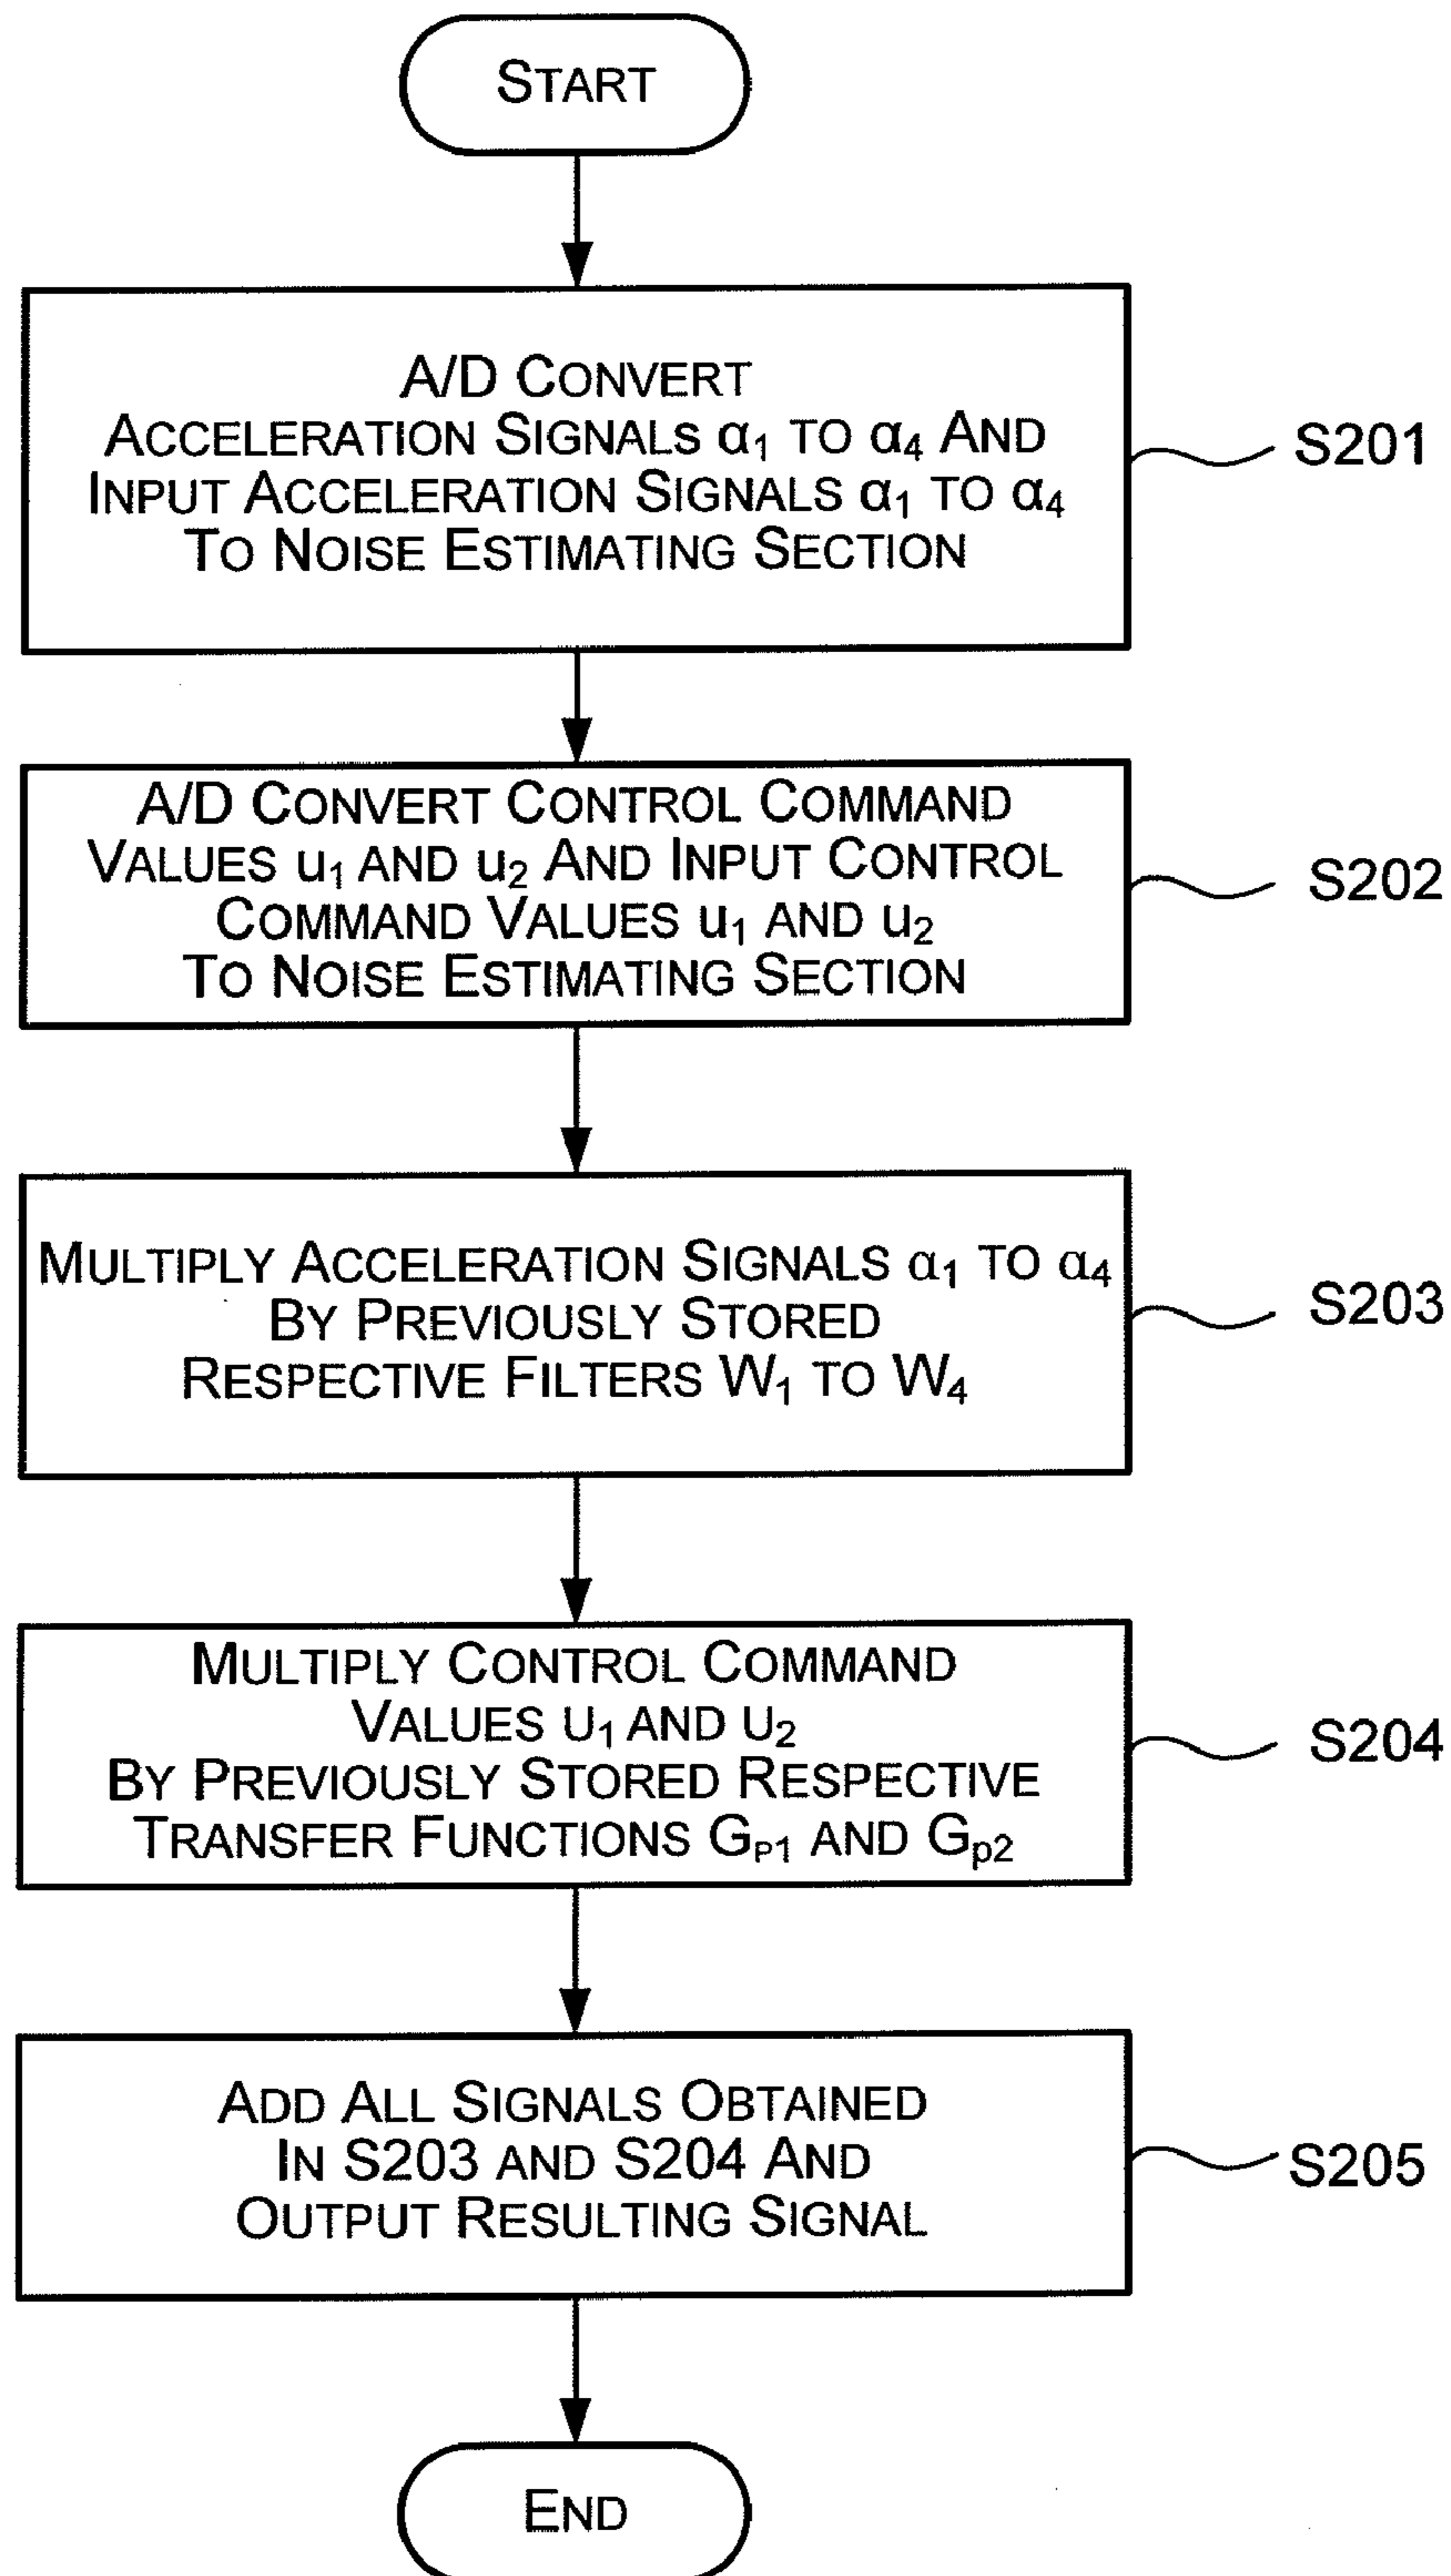 START
A/D CONVERT
ACCELERATION SIGNALS α₁ TO α₄ AND
INPUT ACCELERATION SIGNALS α₁ TO α₄
TO NOISE ESTIMATING SECTION
S201
A/D CONVERT CONTROL COMMAND
VALUES u₁ AND u₂ AND INPUT CONTROL
COMMAND VALUES u₁ AND u₂
TO NOISE ESTIMATING SECTION
S202
MULTIPLY ACCELERATION SIGNALS α₁ TO α₄
BY PREVIOUSLY STORED
RESPECTIVE FILTERS W₁ TO W₄
S203
MULTIPLY CONTROL COMMAND
VALUES U₁ AND U₂
BY PREVIOUSLY STORED RESPECTIVE
TRANSFER FUNCTIONS G_P1 AND G_p2
S204
ADD ALL SIGNALS OBTAINED
IN S203 AND S204 AND
OUTPUT RESULTING SIGNAL
S205
END